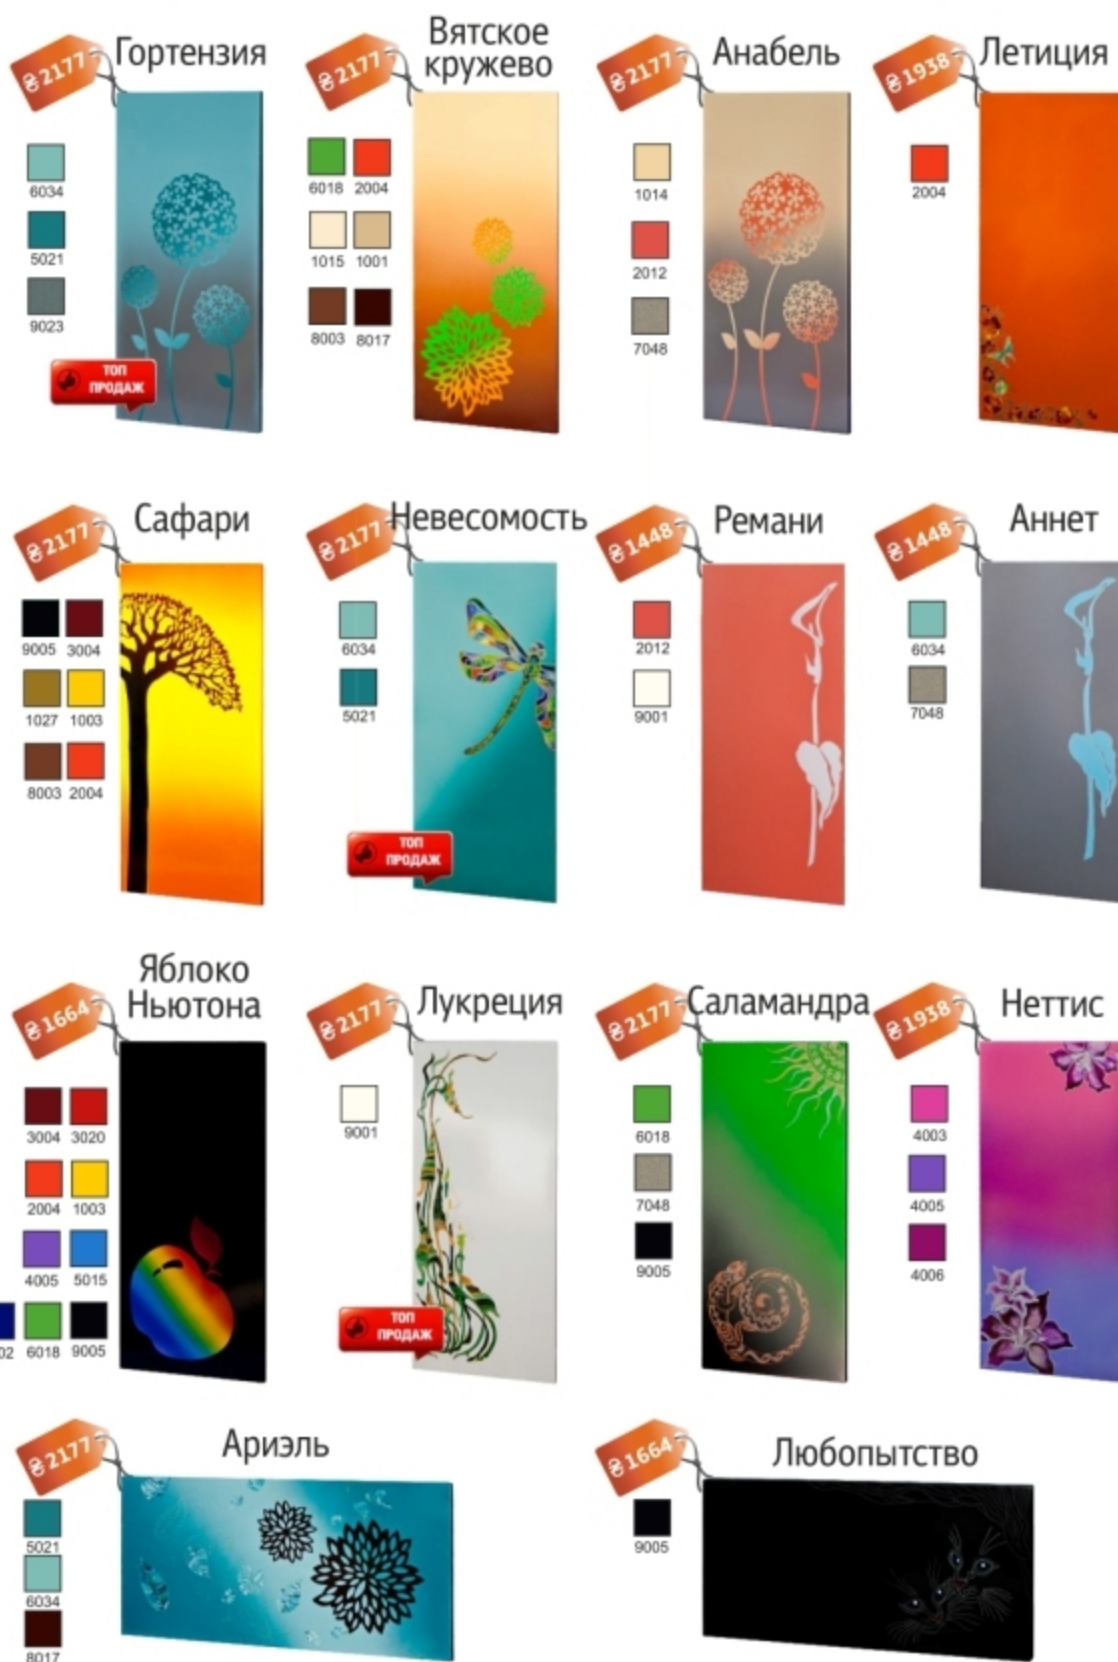 Гортензия
₴2177
6034
5021
9023
ТОП
ПРОДАЖ
Вятское
кружево
₴2177
6018 2004
1015 1001
8003 8017
Анабель
₴2177
1014
2012
7048
Летиция
₴1938
2004
Сафари
₴2177
9005 3004
1027 1003
8003 2004
Невесомость
₴2177
6034
5021
ТОП
ПРОДАЖ
Ремани
₴1448
2012
9001
Аннет
₴1448
6034
7048
Яблоко
Ньютона
₴1664
3004 3020
2004 1003
4005 5015
02 6018 9005
Лукреция
₴2177
9001
ТОП
ПРОДАЖ
Саламандра
₴2177
6018
7048
9005
Неттис
₴1938
4003
4005
4006
Ариэль
₴2177
5021
6034
8017
Любопытство
₴1664
9005